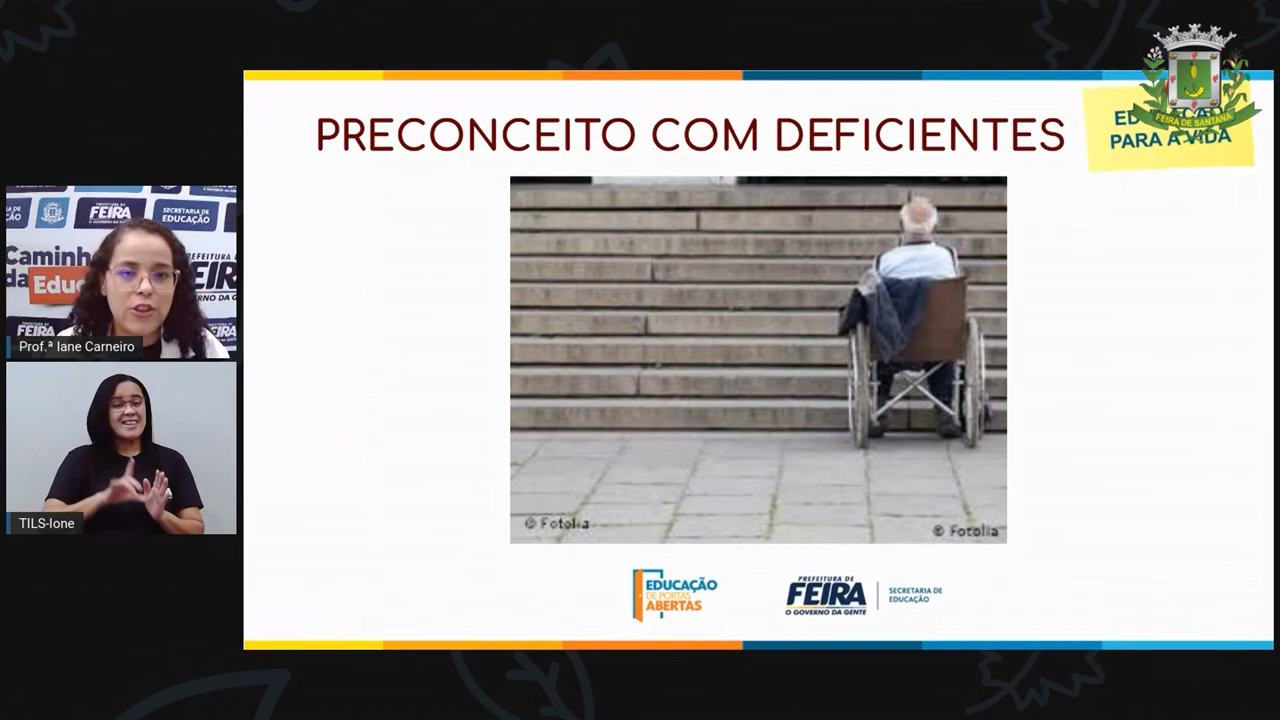 PRECONCEITO COM DEFICIENTES
FEIRA DE SANTANA
PARA A VIDA
FEIRA
SECRETARIA DE
EDUCAÇÃO
Caminh
da Educ
FEIRA
Prof.ª Iane Carneiro
TILS-Ione
© Fotolia
© Fotolia
EDUCAÇÃO
DE PORTAS
ABERTAS
PREFEITURA DE
FEIRA
O GOVERNO DA GENTE
SECRETARIA DE
EDUCAÇÃO